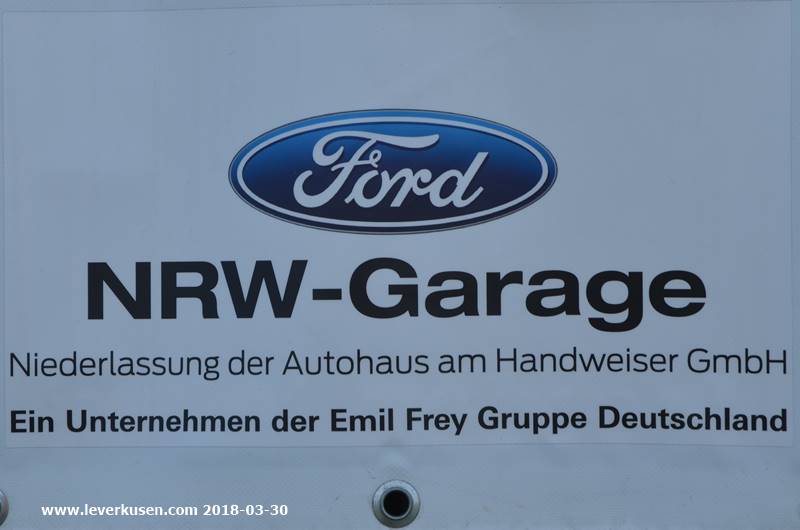 Ford
NRW-Garage
Niederlassung der Autohaus am Handweiser GmbH
Ein Unternehmen der Emil Frey Gruppe Deutschland
www.leverkusen.com 2018-03-30